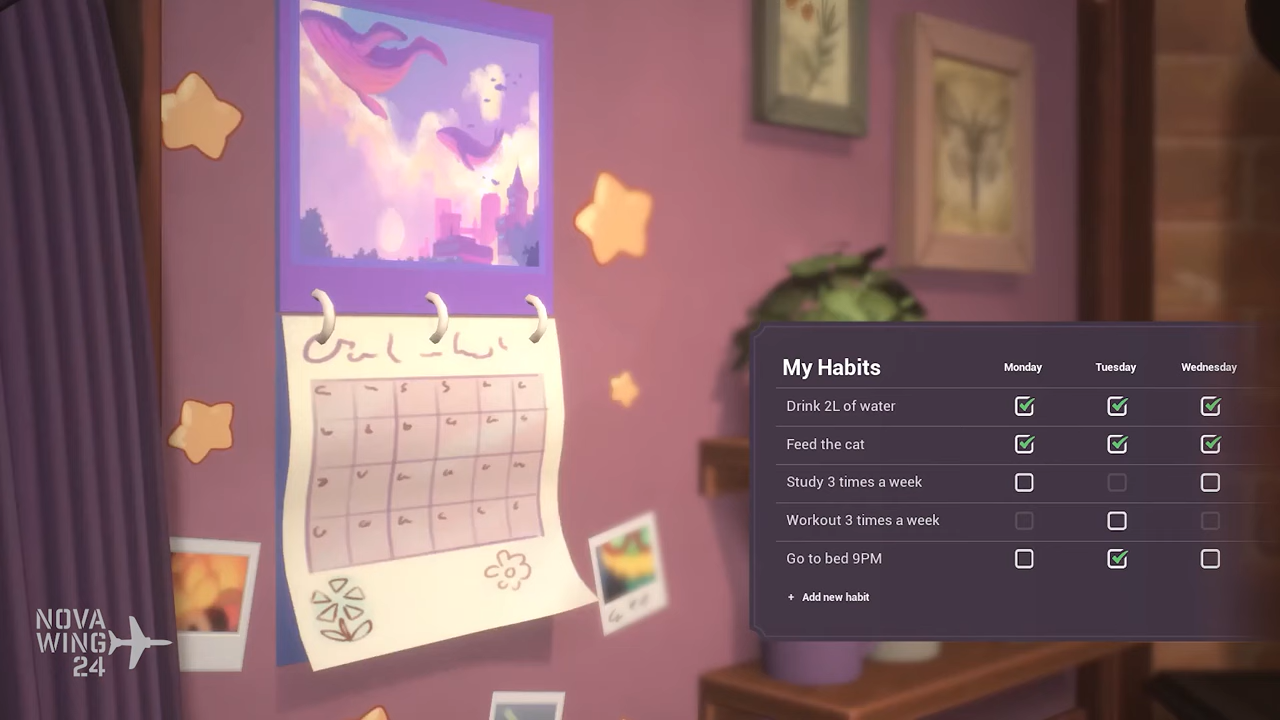 My Habits
Monday
Tuesday
Wednesday
Drink 2L of water
Feed the cat
Study 3 times a week
Workout 3 times a week
Go to bed 9PM
+ Add new habit
NOVA
WING
24